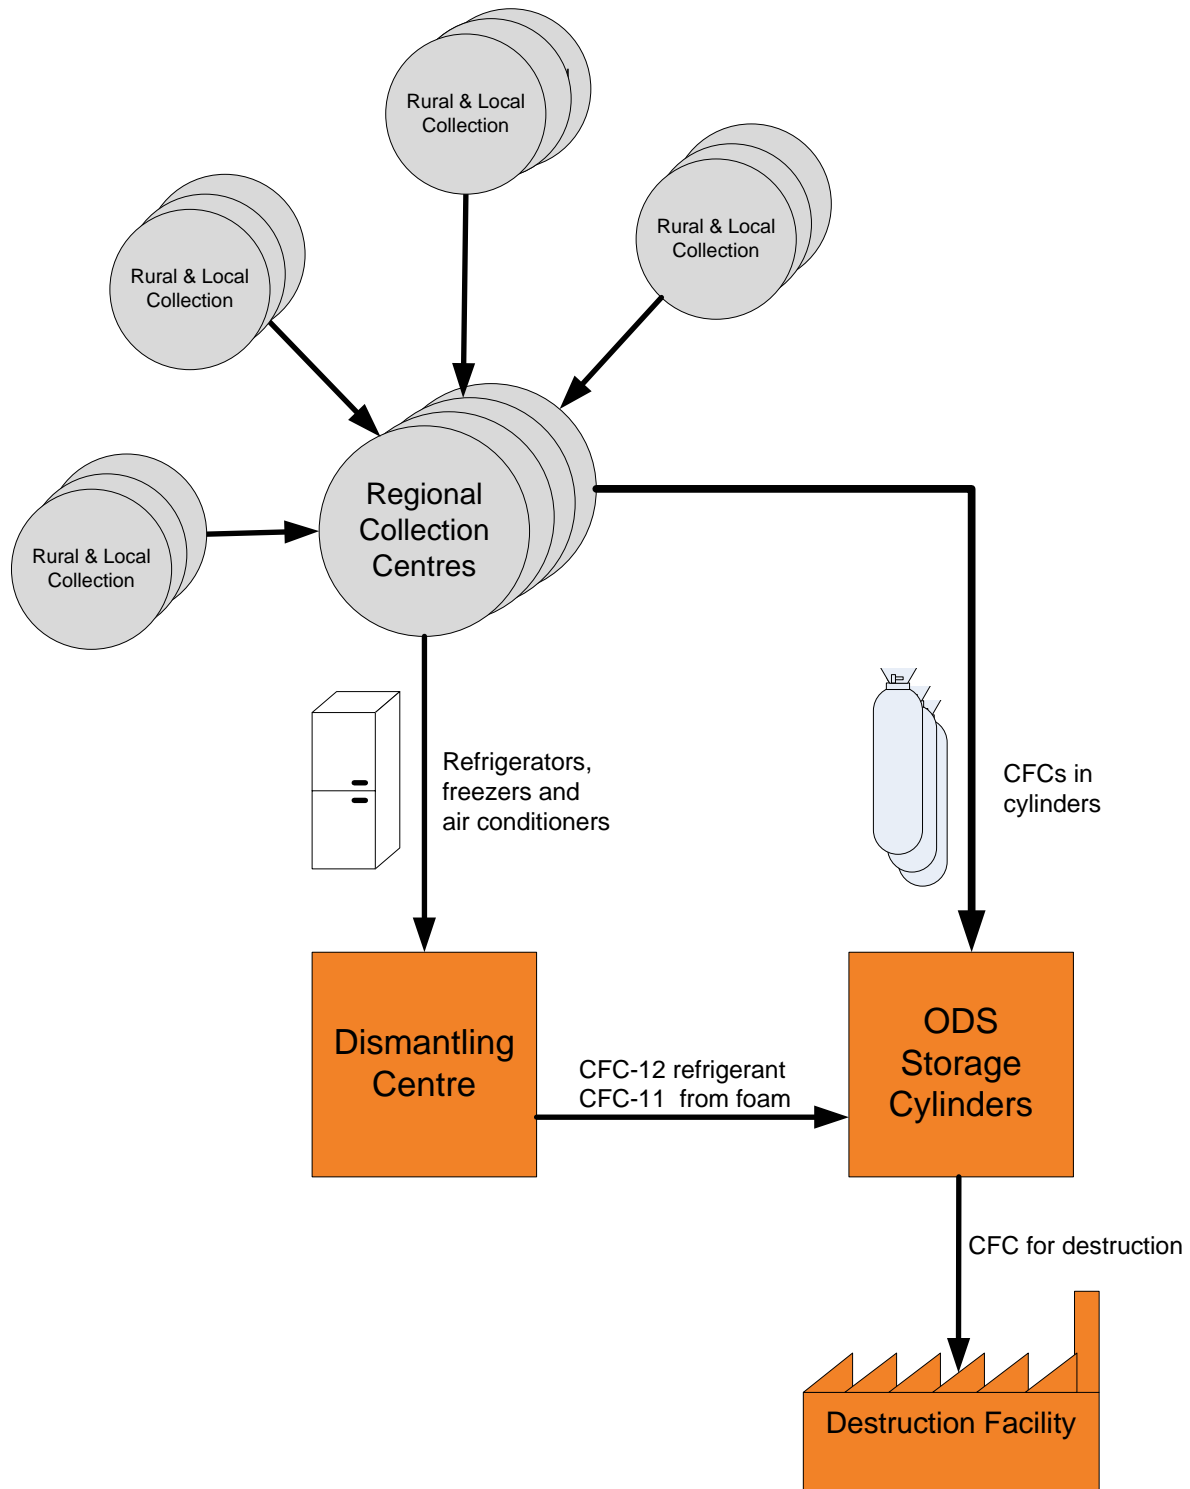 Rural & Local
Collection
Rural & Local
Collection
Rural & Local
Collection
Rural & Local
Collection
Regional
Collection
Centres
Refrigerators,
freezers and
air conditioners
CFCs in
cylinders
Dismantling
Centre
CFC-12 refrigerant
CFC-11  from foam
ODS
Storage
Cylinders
CFC for destruction
Destruction Facility